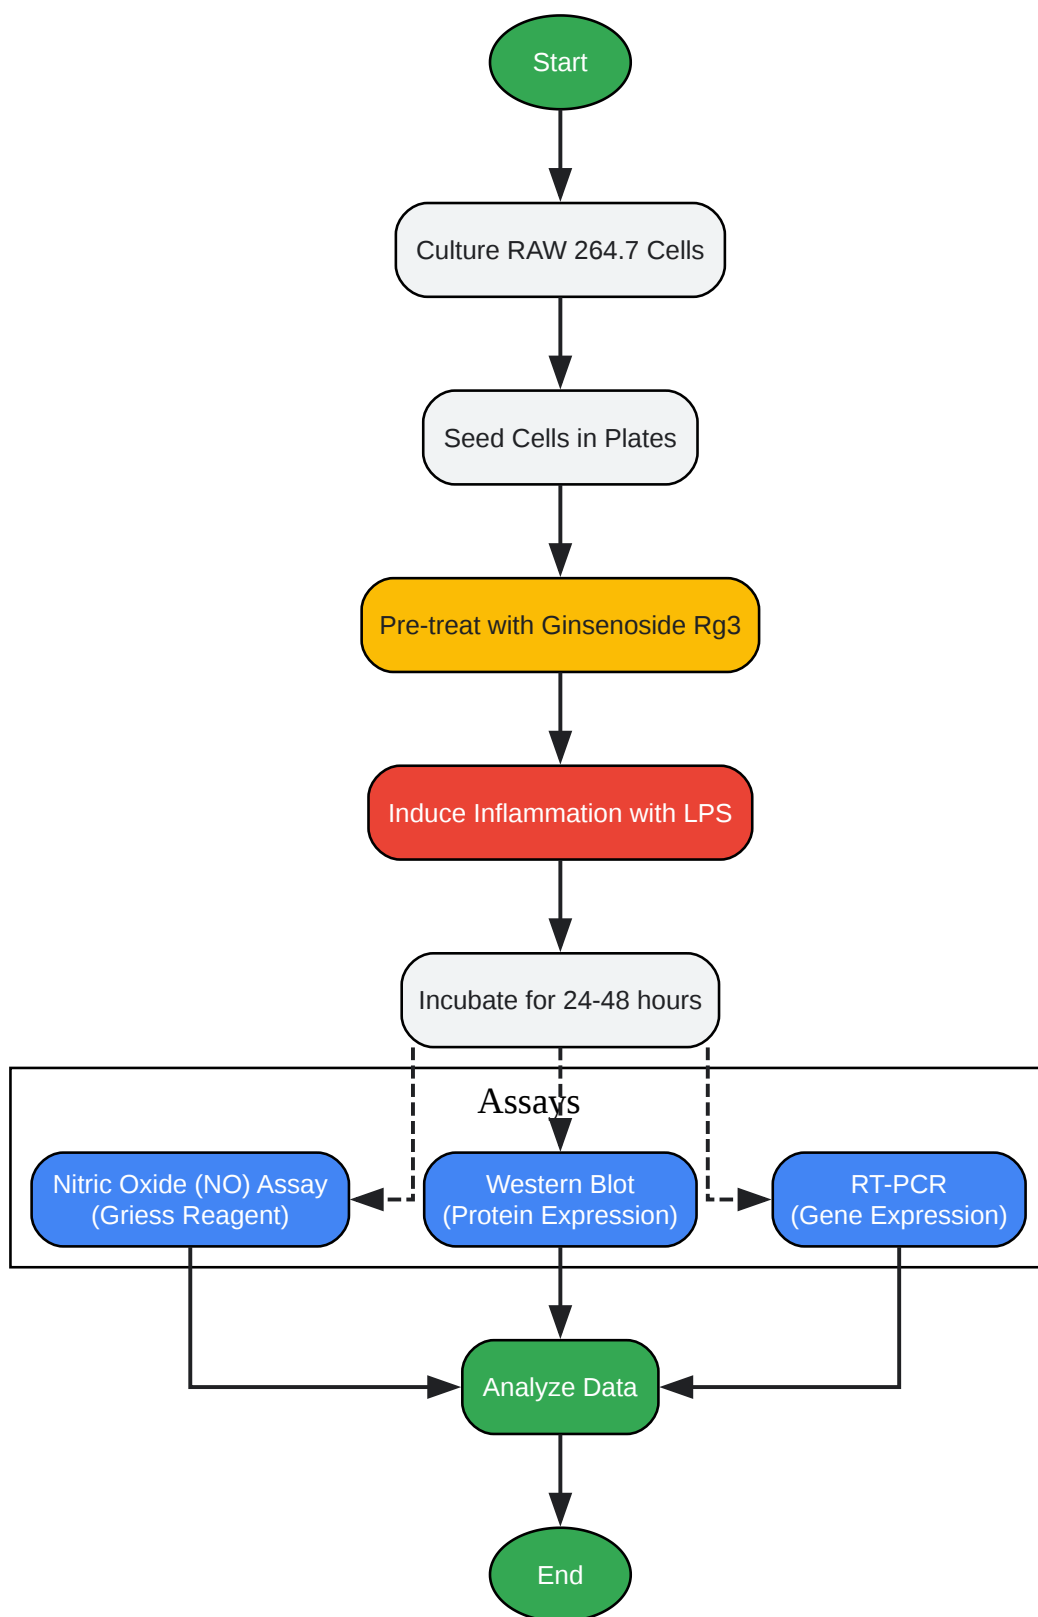 Start
Culture RAW 264.7 Cells
Seed Cells in Plates
Pre-treat with Ginsenoside Rg3
Induce Inflammation with LPS
Incubate for 24-48 hours
Assays
Nitric Oxide (NO) Assay
(Griess Reagent)
Western Blot
(Protein Expression)
RT-PCR
(Gene Expression)
Analyze Data
End